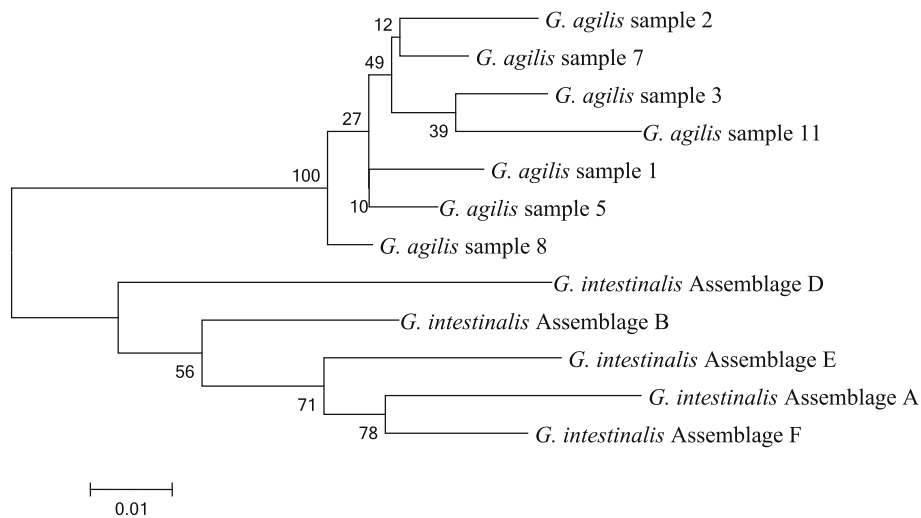 12
G. agilis sample 2
G. agilis sample 7
49
G. agilis sample 3
27
39
G. agilis sample 11
100
G. agilis sample 1
10
G. agilis sample 5
G. agilis sample 8
G. intestinalis Assemblage D
G. intestinalis Assemblage B
56
G. intestinalis Assemblage E
71
G. intestinalis Assemblage A
78
G. intestinalis Assemblage F
0.01